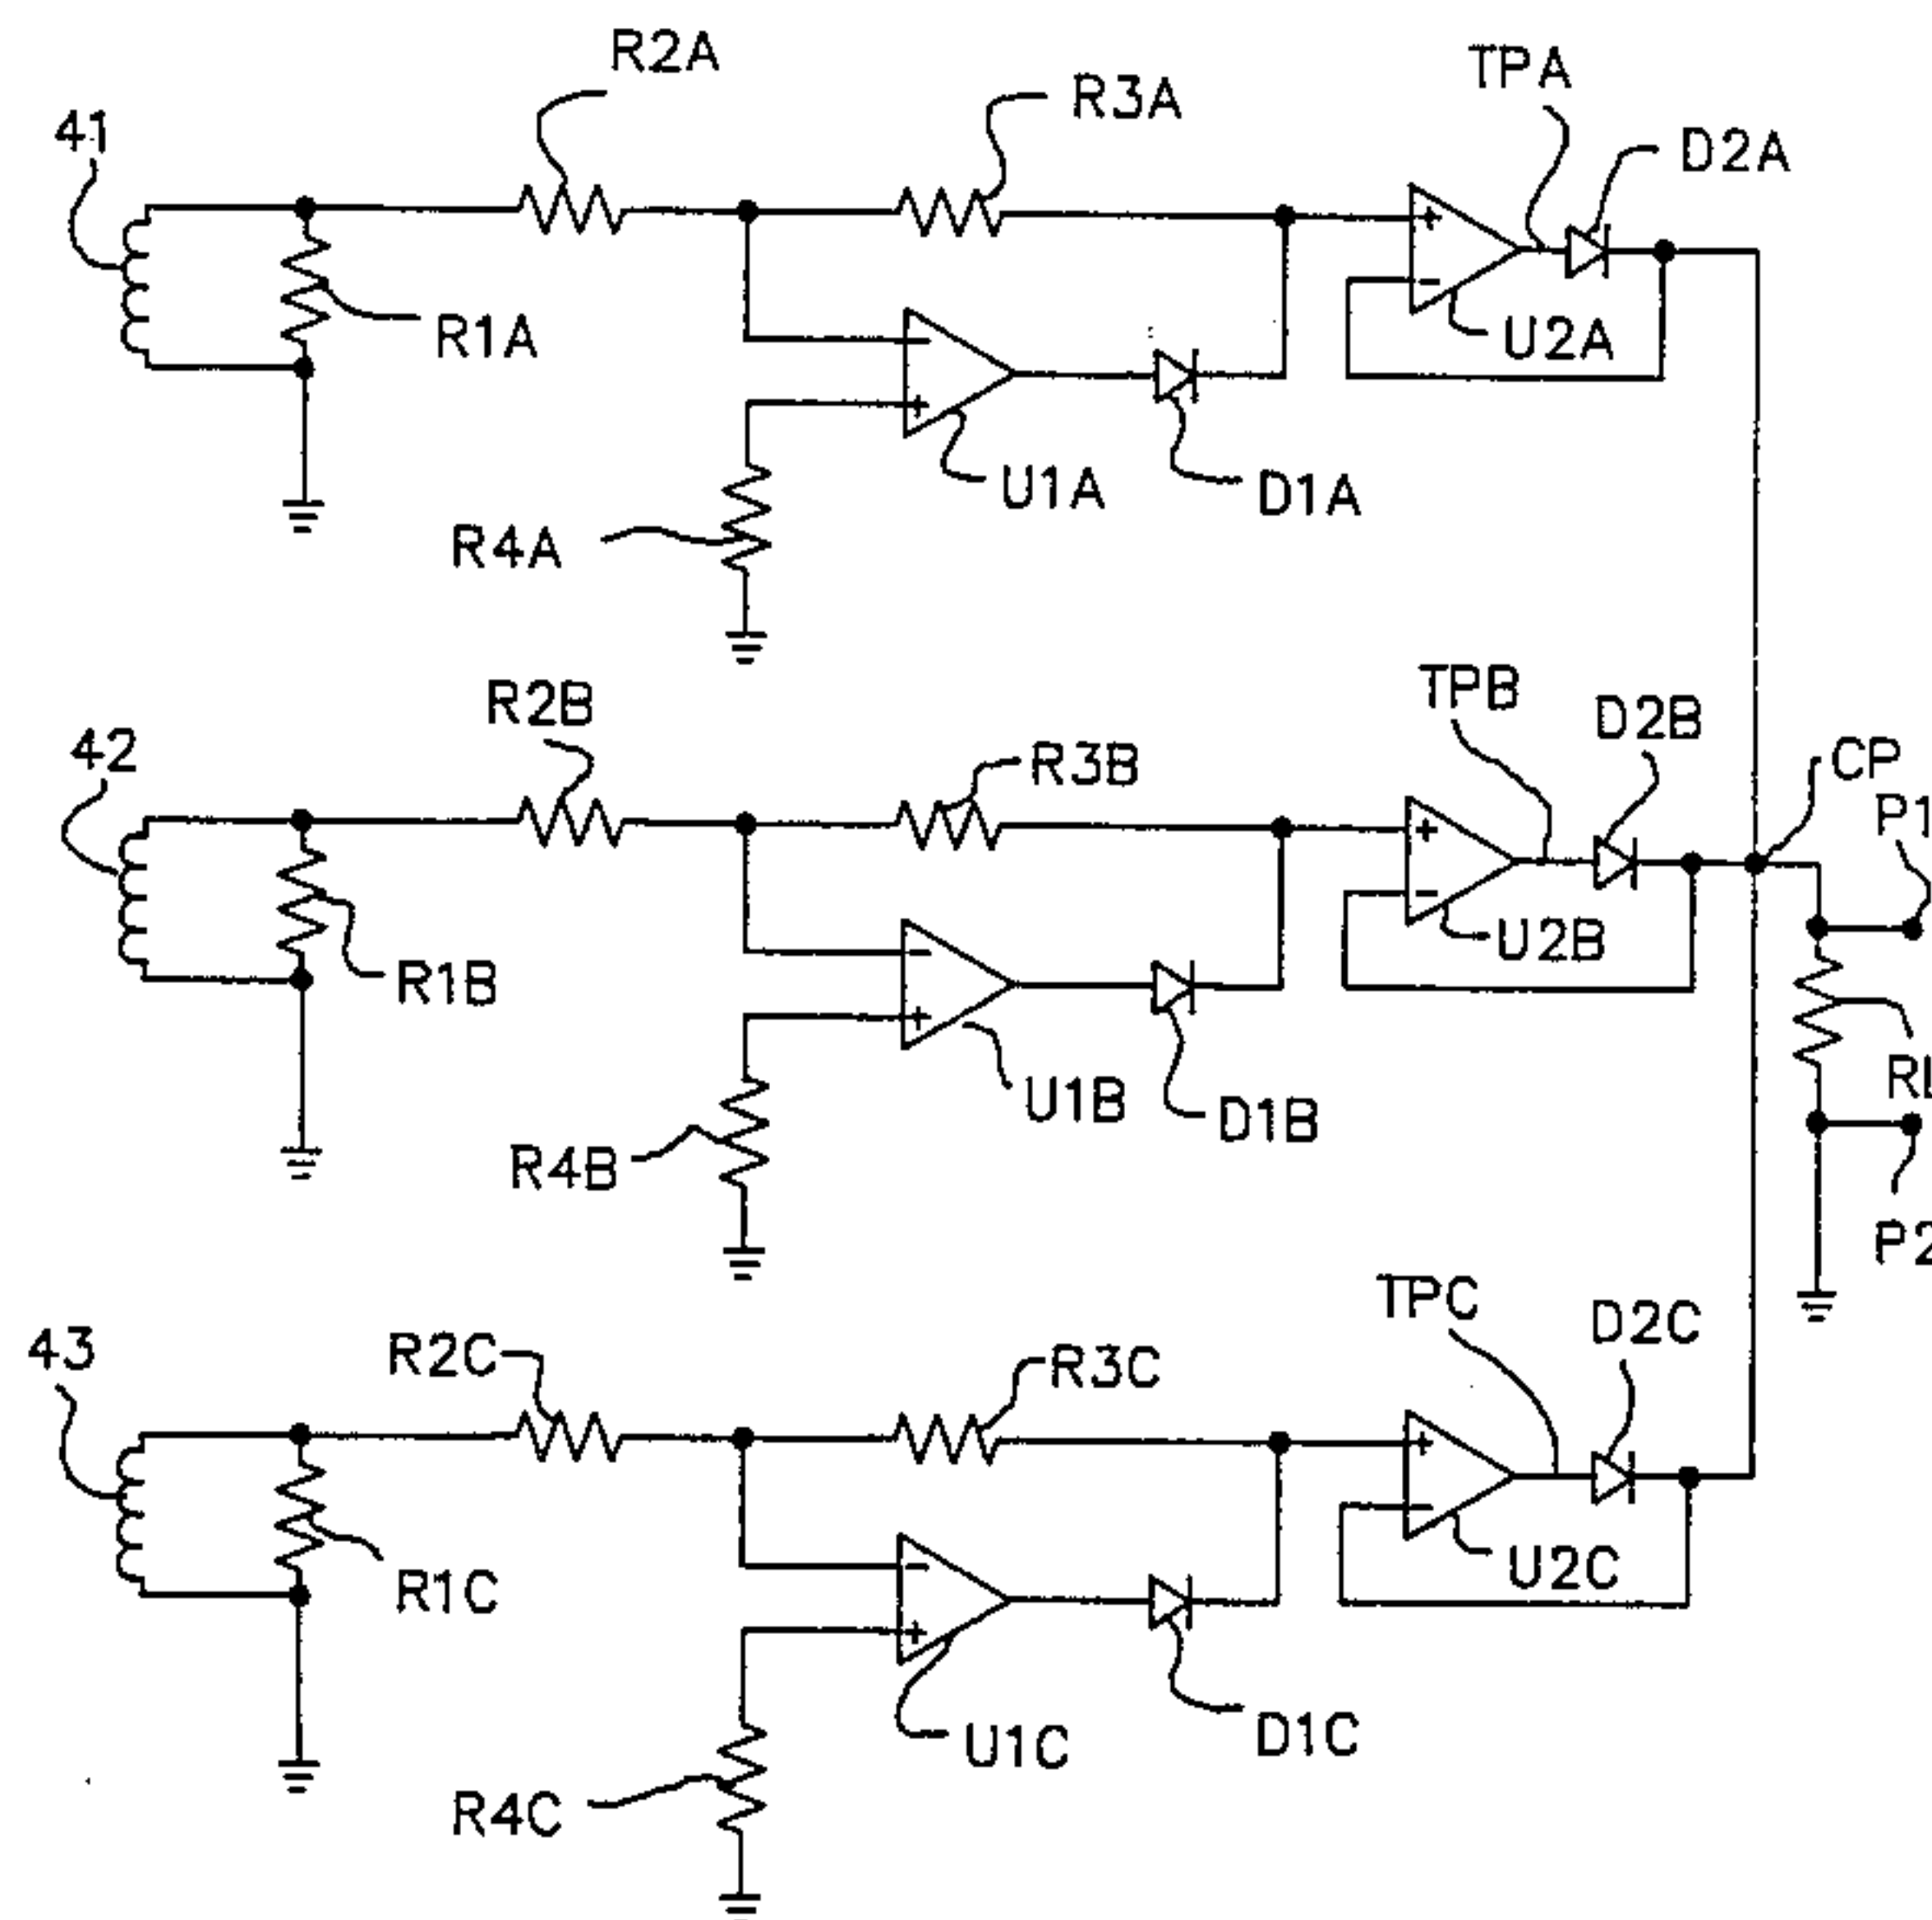 R2A
TPA
R3A
41
D2A
R1A
U2A
U1A
D1A
R4A
R2B
TPB
D2B
42
R3B
CP
P1
U2B
R1B
RL
U1B
D1B
R4B
P2
TPC
D2C
43
R2C
R3C
U2C
R1C
D1C
U1C
R4C